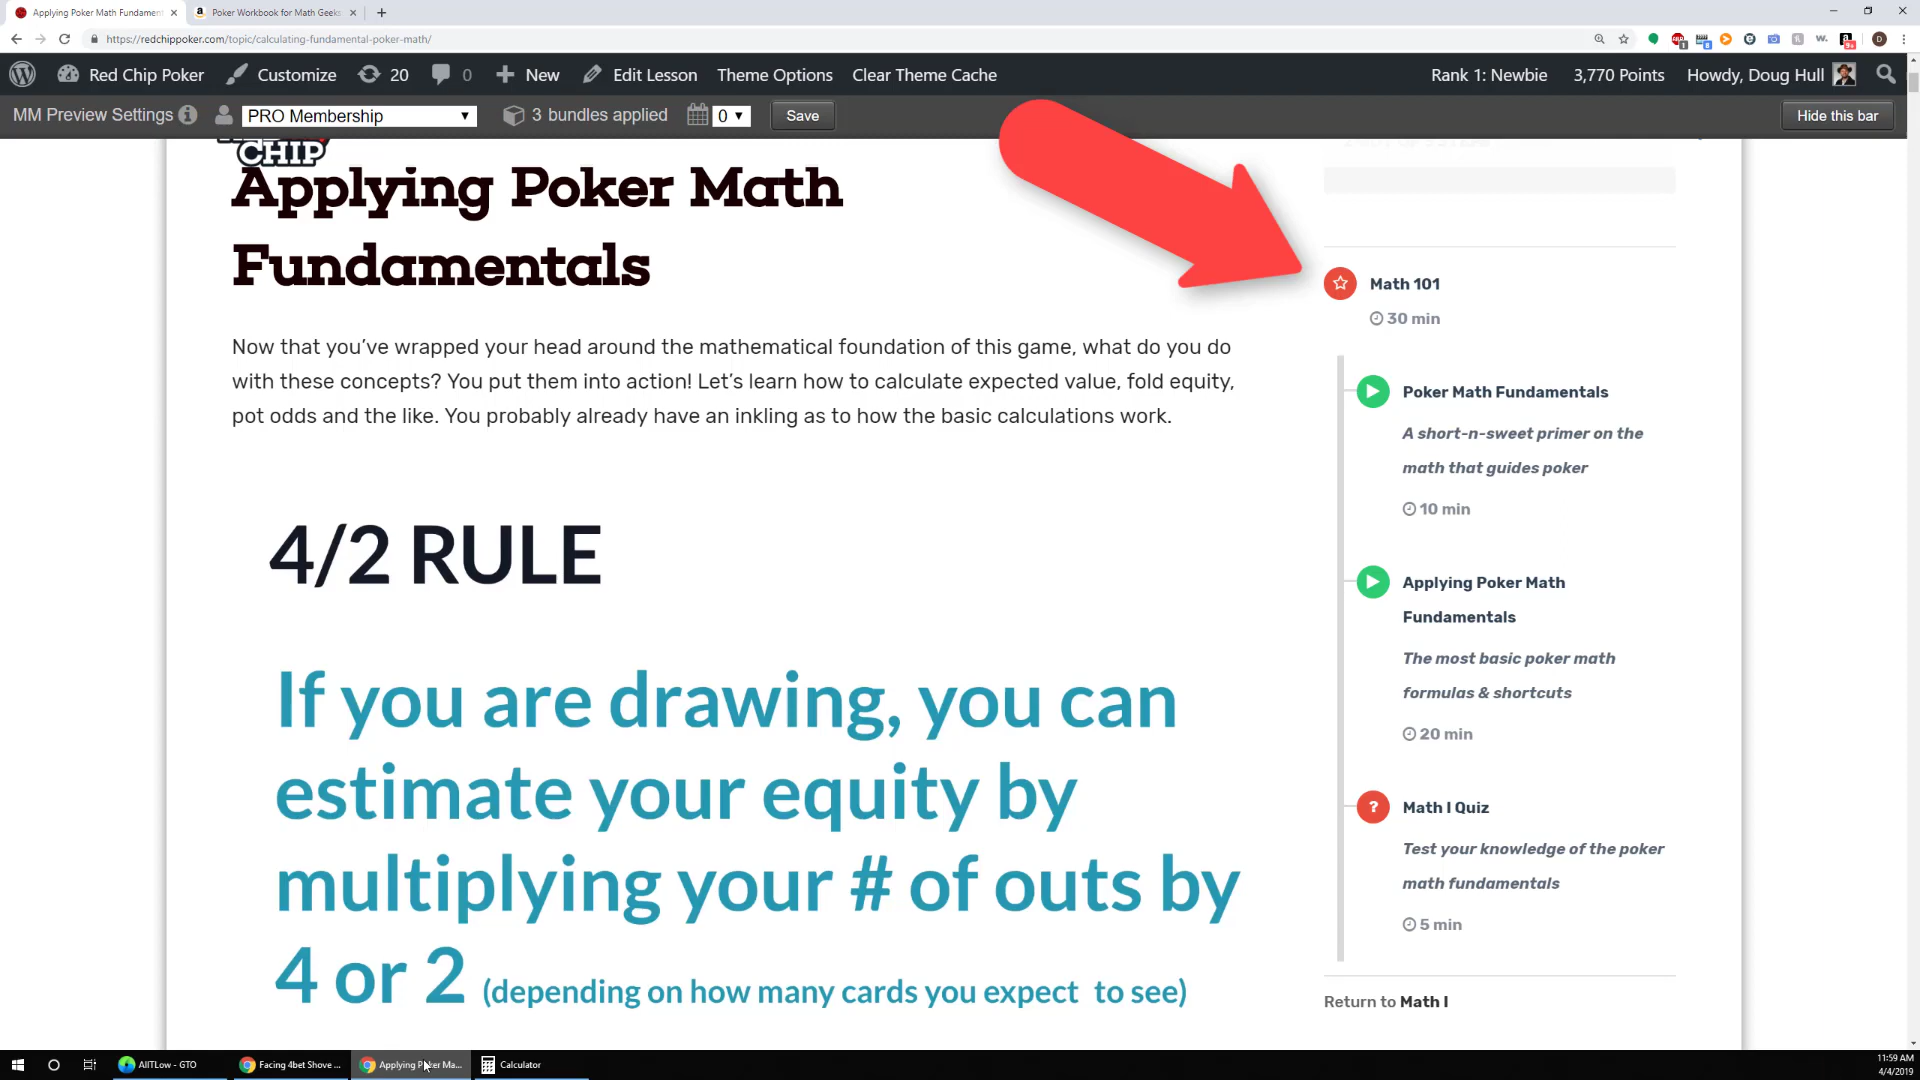 Applying Poker Math Fundament
Poker Workbook for Math Geeks
https://redchippoker.com/topic/calculating-fundamental-poker-math/
Red Chip Poker
Customize
20
0
New
Edit Lesson
Theme Options
Clear Theme Cache
Rank 1: Newbie
3,770 Points
Howdy, Doug Hull
MM Preview Settings
PRO Membership
3 bundles applied
0
Save
Hide this bar
CHIP
Applying Poker Math
Fundamentals
Now that you've wrapped your head around the mathematical foundation of this game, what do you do
with these concepts? You put them into action! Let's learn how to calculate expected value, fold equity,
pot odds and the like. You probably already have an inkling as to how the basic calculations work.
4/2 RULE
If you are drawing, you can
estimate your equity by
multiplying your # of outs by
4 or 2 (depending on how many cards you expect to see)
Math 101
30 min
Poker Math Fundamentals
A short-n-sweet primer on the
math that guides poker
10 min
Applying Poker Math
Fundamentals
The most basic poker math
formulas & shortcuts
20 min
Math I Quiz
Test your knowledge of the poker
math fundamentals
5 min
Return to Math I
AllTLow - GTO
Facing 4bet Shove ...
Applying Poker Ma...
Calculator
11:59 AM
4/4/2019